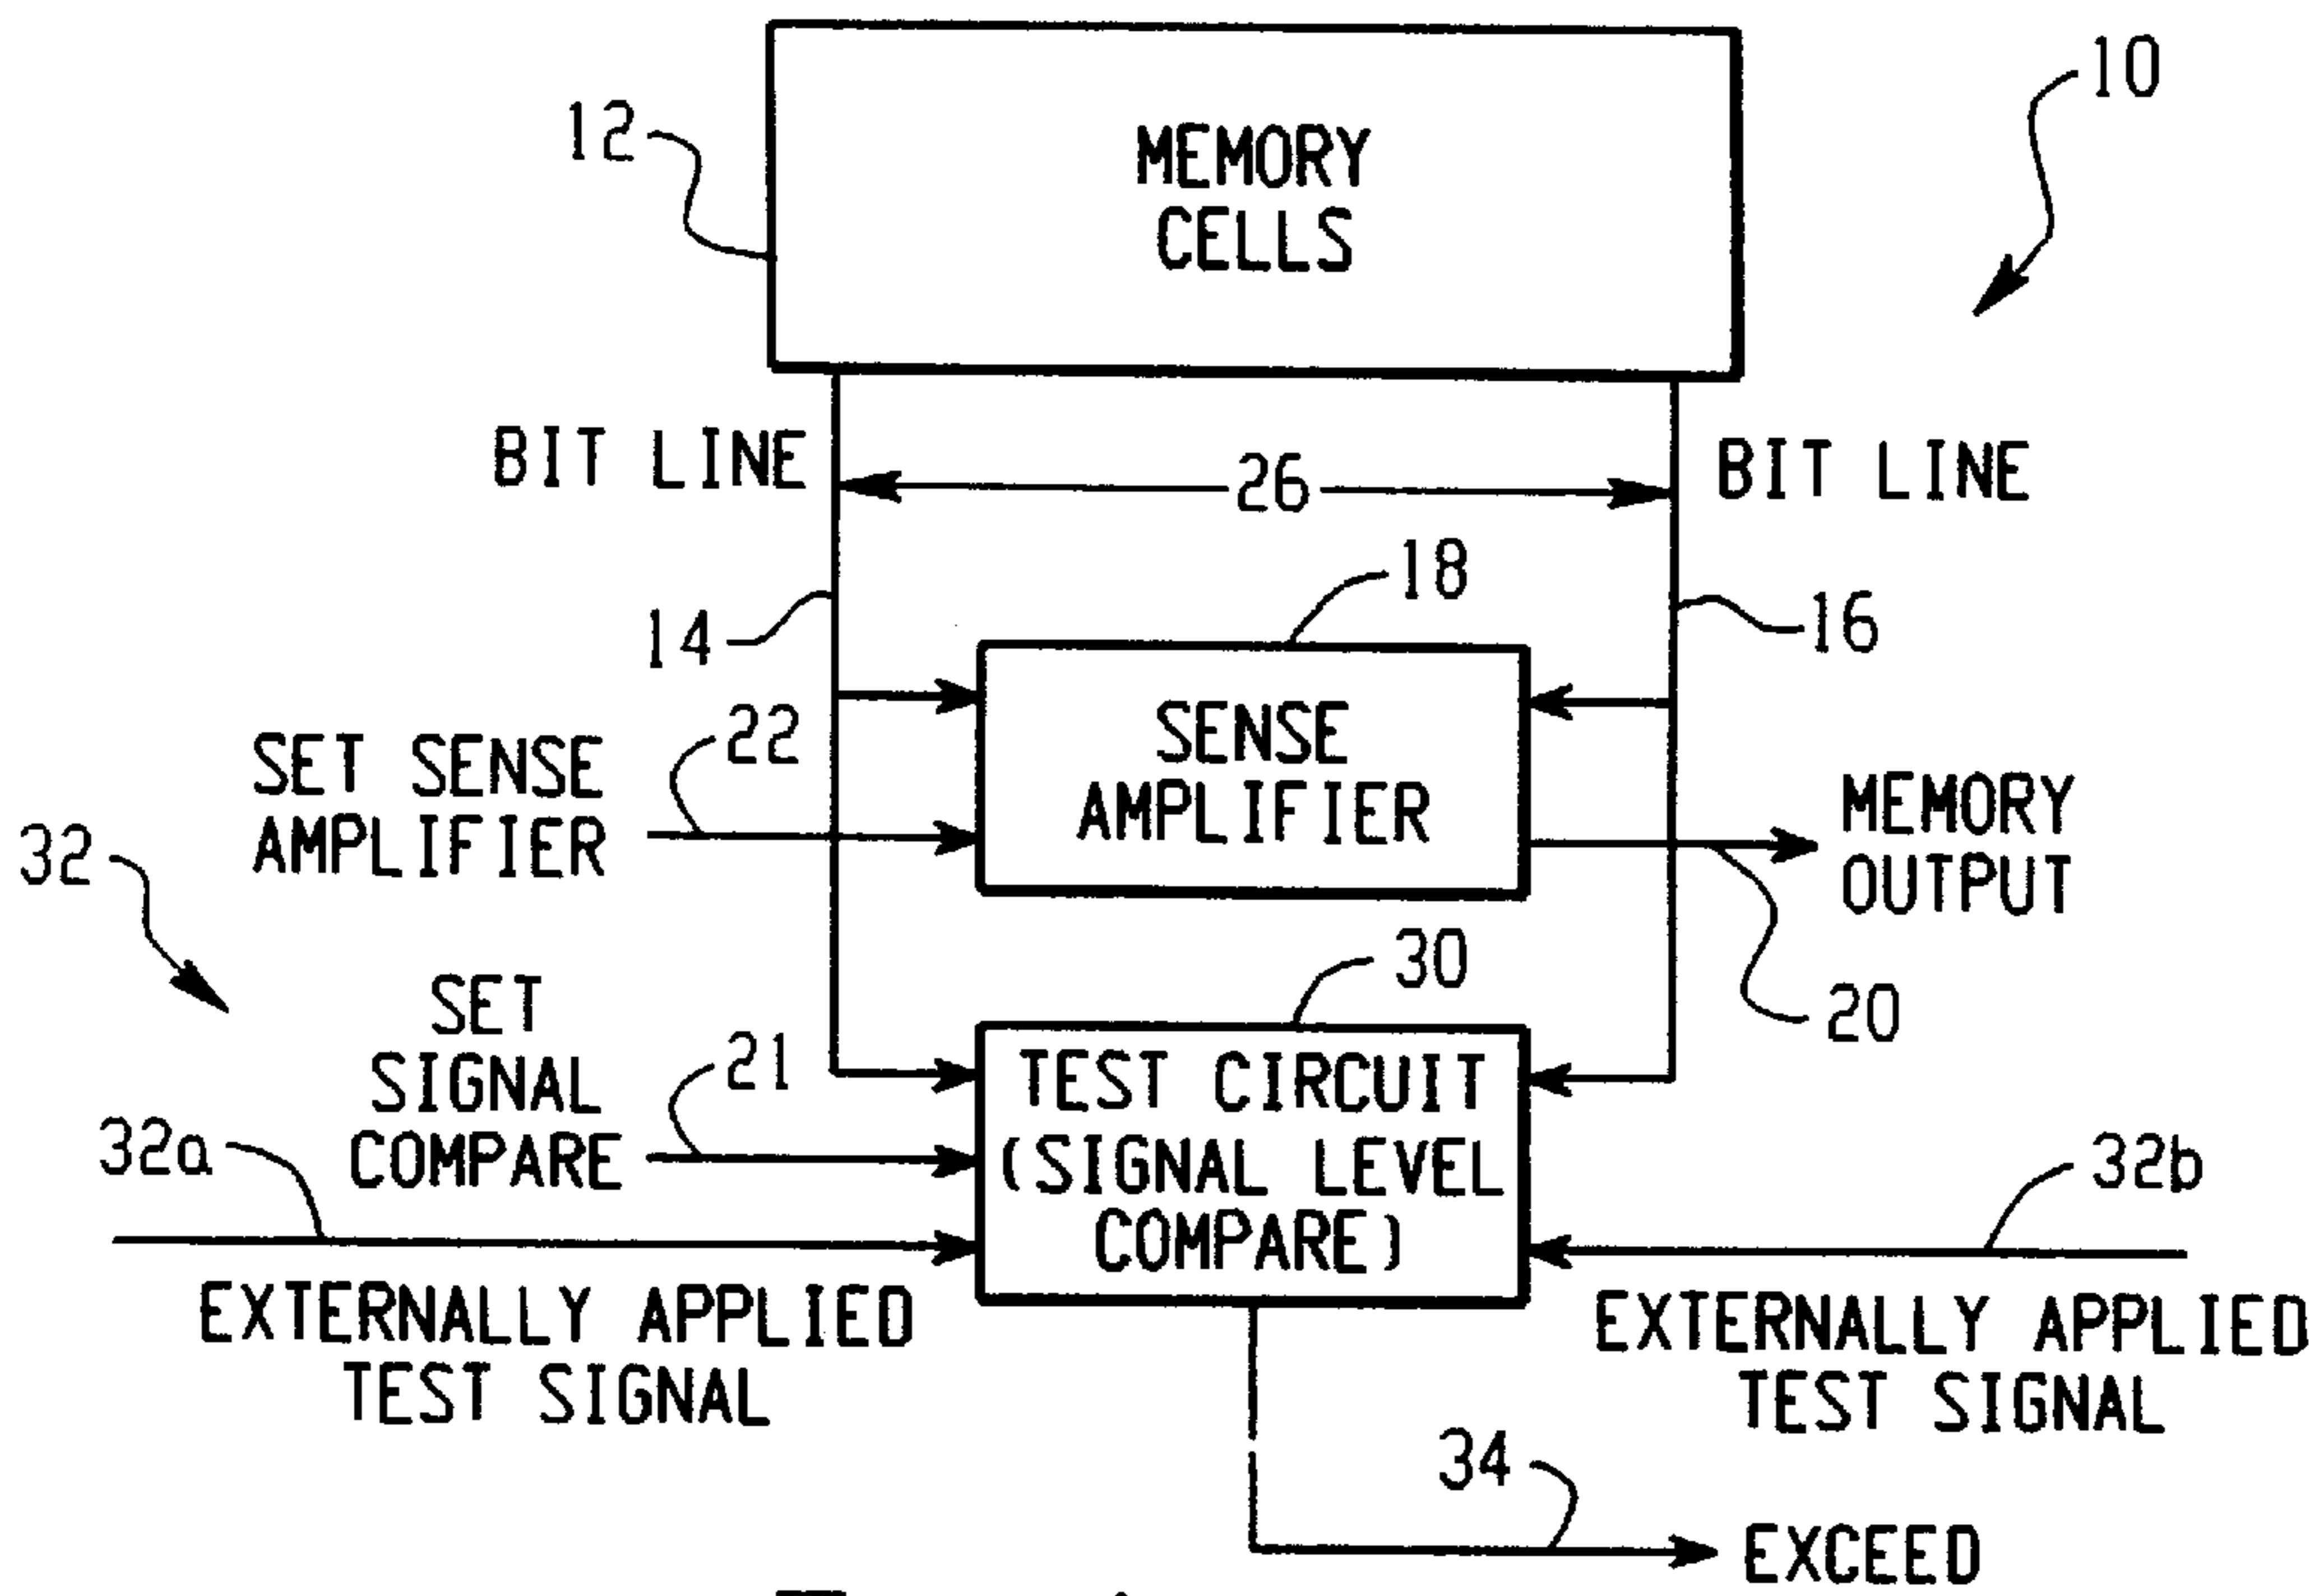 10
12
MEMORY
CELLS
BIT LINE
26
BIT LINE
18
14
16
22
SENSE
AMPLIFIER
SET SENSE
AMPLIFIER
MEMORY
OUTPUT
32
30
20
SET
SIGNAL
COMPARE
21
TEST CIRCUIT
(SIGNAL LEVEL
COMPARE)
32a
32b
EXTERNALLY APPLIED
TEST SIGNAL
EXTERNALLY APPLIED
TEST SIGNAL
34
EXCEED